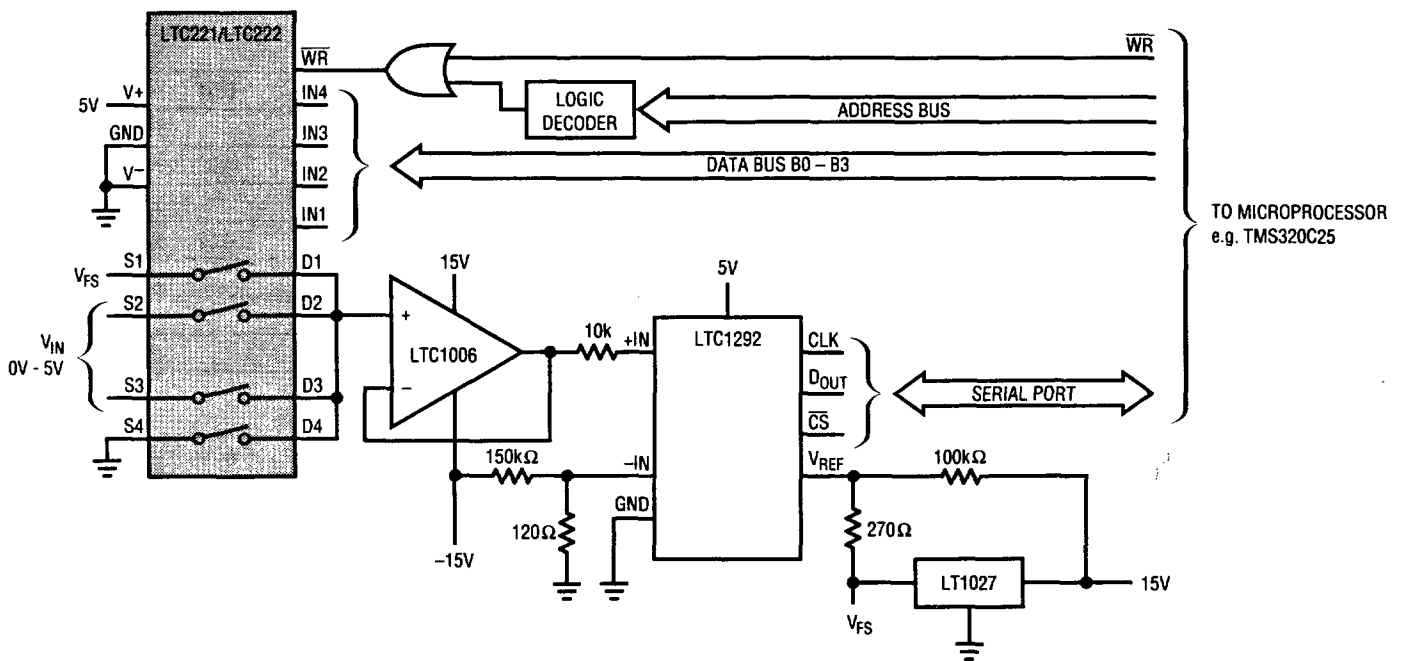 LTC221/LTC222
WR
IN4
IN3
IN2
IN1
V+
5V
GND
V−
S1
VFS
S2
VIN
0V - 5V
S3
S4
D1
D2
D3
D4
WR
LOGIC
DECODER
ADDRESS BUS
DATA BUS B0 – B3
TO MICROPROCESSOR
e.g. TMS320C25
15V
+
LTC1006
−
10k
5V
+IN
LTC1292
CLK
DOUT
CS
SERIAL PORT
150kΩ
−IN
VREF
100kΩ
GND
120Ω
270Ω
–15V
LT1027
15V
VFS